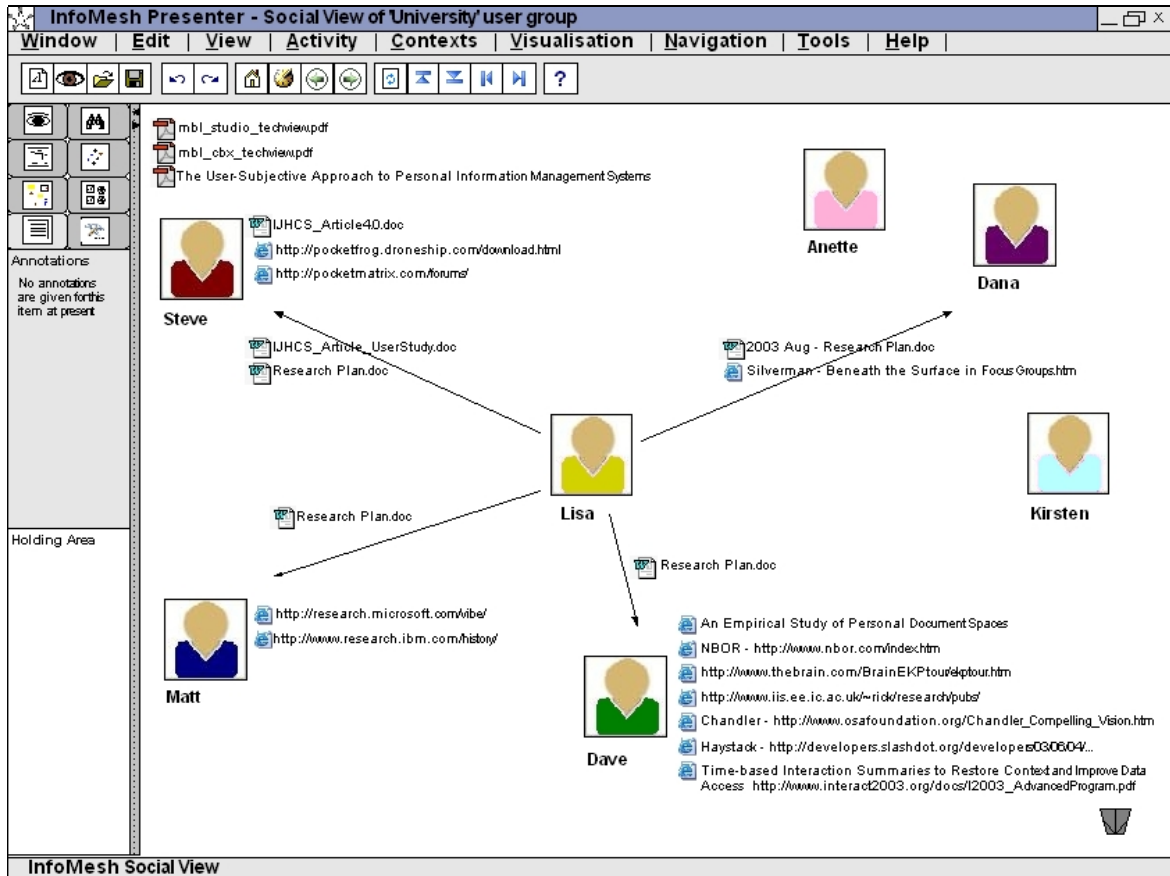 InfoMesh Presenter - Social View of 'University' user group
Window | Edit | View | Activity | Contexts | Visualisation | Navigation | Tools | Help |
?
mbl_studio_techview.pdf
mbl_cbx_techview.pdf
The User-Subjective Approach to Personal Information Management Systems
IJHCS_Article4.0.doc
http://pocketfrog.droneship.com/download.html
http://pocketmatrix.com/forums/
Steve
Anette
Dana
Annotations
No annotations
are given for this
item at present
IJHCS_Article_UserStudy.doc
Research Plan.doc
2003 Aug - Research Plan.doc
Silverman - Beneath the Surface in Focus Groups.htm
Lisa
Kirsten
Research Plan.doc
Holding Area
Research Plan.doc
http://research.microsoft.com/vibe/
http://www.research.ibm.com/history/
Matt
An Empirical Study of Personal Document Spaces
NBOR - http://www.nbor.com/index.htm
http://www.thebrain.com/BrainEKPtour/ekptour.htm
http://www.iis.ee.ic.ac.uk/~rick/research/pubs/
Chandler - http://www.osafoundation.org/Chandler_Compelling_Vision.htm
Haystack - http://developers.slashdot.org/developers/03/06/04/...
Time-based Interaction Summaries to Restore Context and Improve Data
Access http://www.interact2003.org/docs/I2003_AdvancedProgram.pdf
Dave
InfoMesh Social View